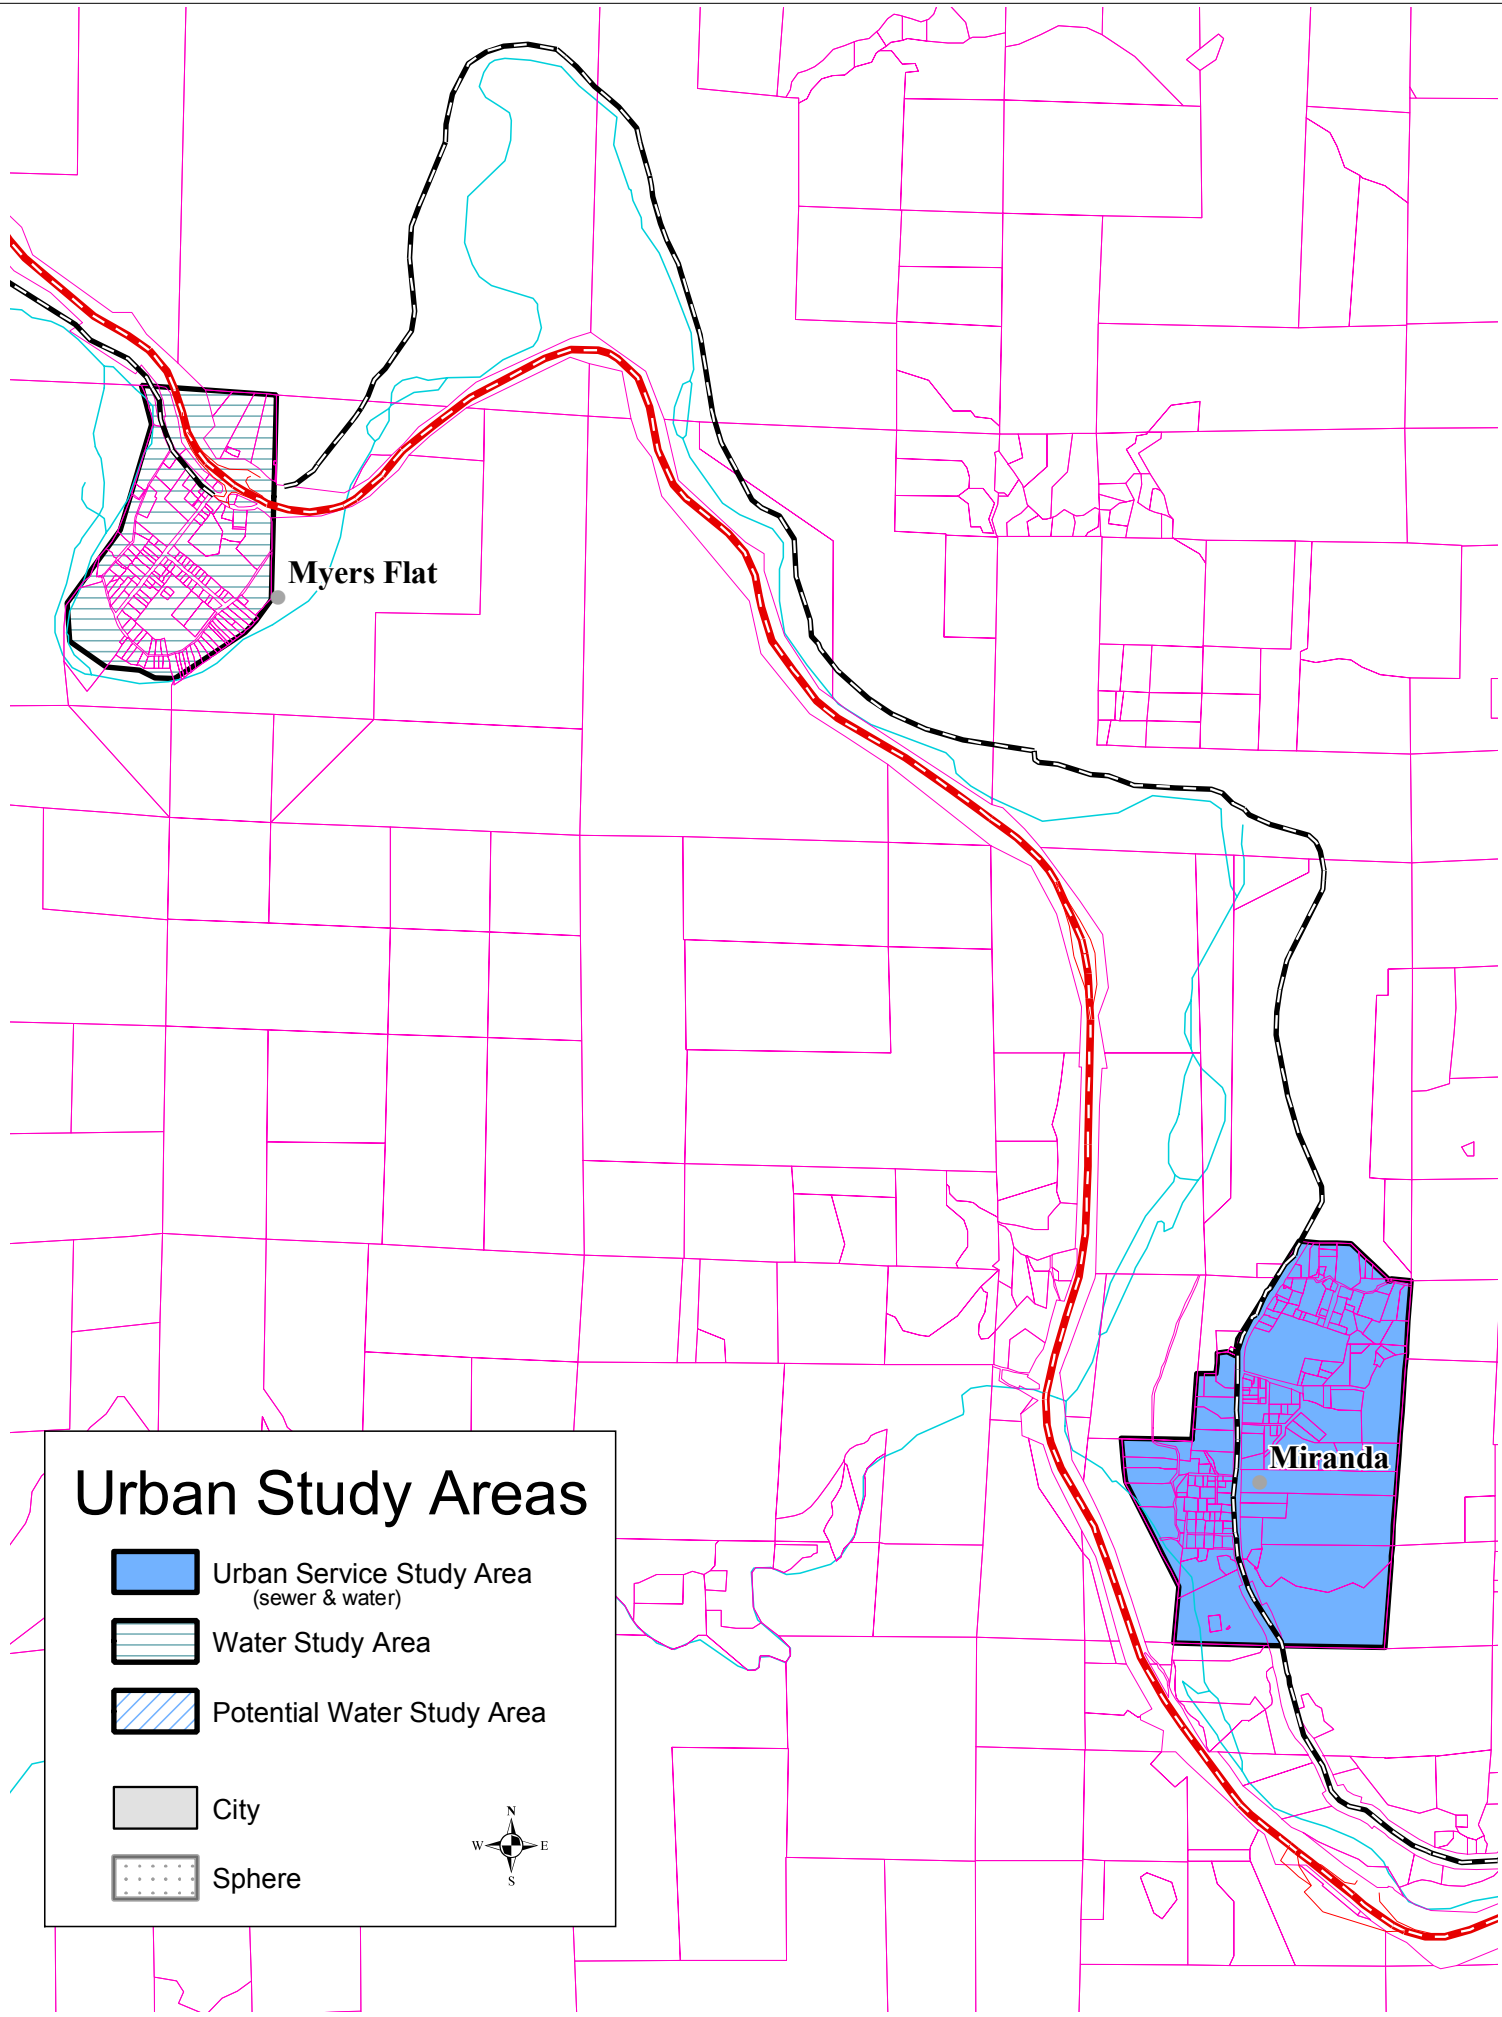 Myers Flat
Miranda
Urban Study Areas
Urban Service Study Area
(sewer & water)
Water Study Area
Potential Water Study Area
City
Sphere
N
W E
S